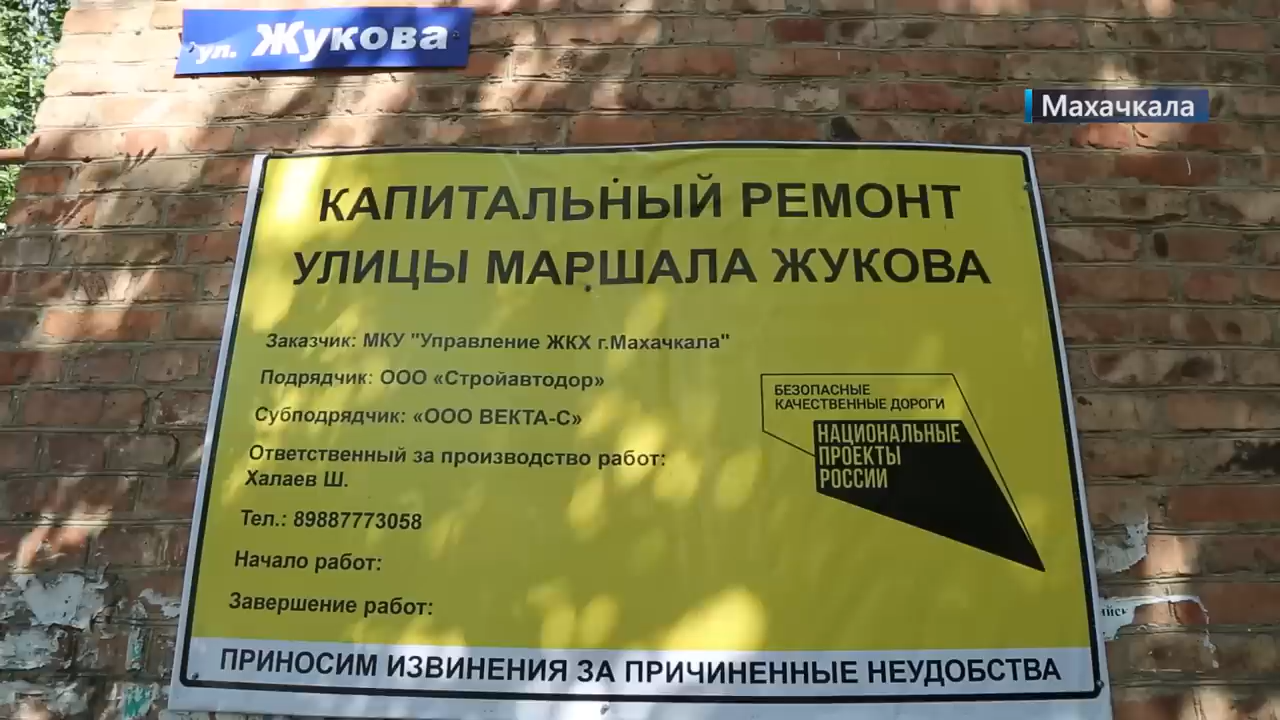 ул. Жукова
Махачкала
КАПИТАЛЬНЫЙ РЕМОНТ
УЛИЦЫ МАРШАЛА ЖУКОВА
Заказчик: МКУ "Управление ЖКХ г.Махачкала"
Подрядчик: ООО «Стройавтодор»
Субподрядчик: «ООО ВЕКТА-С»
Ответственный за производство работ:
Халаев Ш.
Тел.: 89887773058
Начало работ:
Завершение работ:
БЕЗОПАСНЫЕ
КАЧЕСТВЕННЫЕ ДОРОГИ
НАЦИОНАЛЬНЫЕ
ПРОЕКТЫ
РОССИИ
ПРИНОСИМ ИЗВИНЕНИЯ ЗА ПРИЧИНЕННЫЕ НЕУДОБСТВА